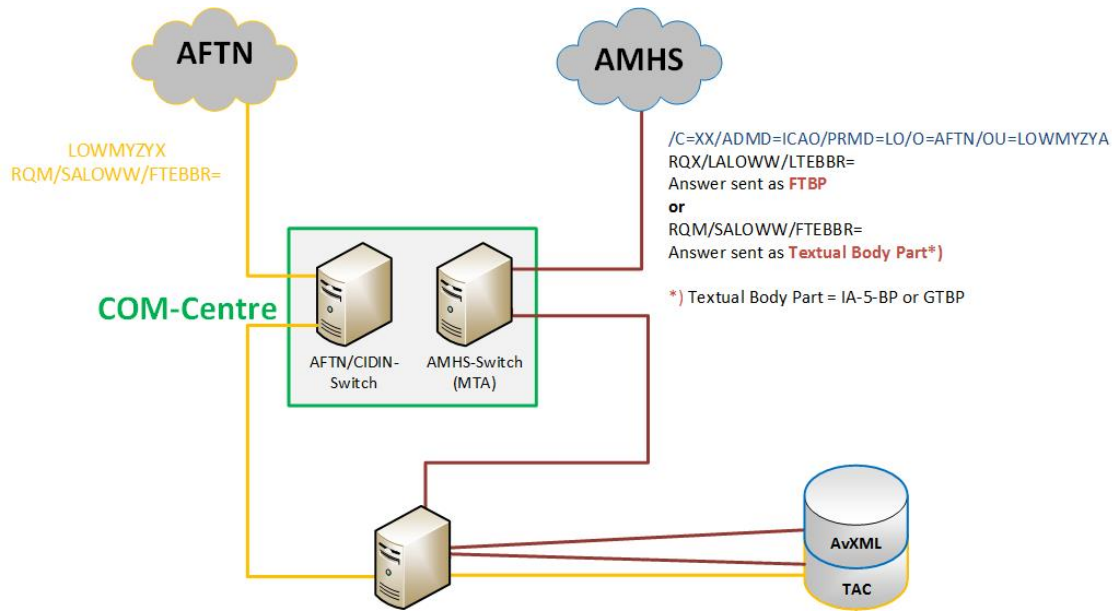 AFTN
AMHS
LOWMYZYX
RQM/SALOWW/FTEBBR=
/C=XX/ADMD=ICAO/PRMD=LO/O=AFTN/OU=LOWMYZYA
RQX/LALOWW/LTEBBR=
Answer sent as FTBP
or
RQM/SALOWW/FTEBBR=
Answer sent as Textual Body Part*)
*) Textual Body Part = IA-5-BP or GTBP
COM-Centre
AFTN/CIDIN-
Switch
AMHS-Switch
(MTA)
AvXML
TAC